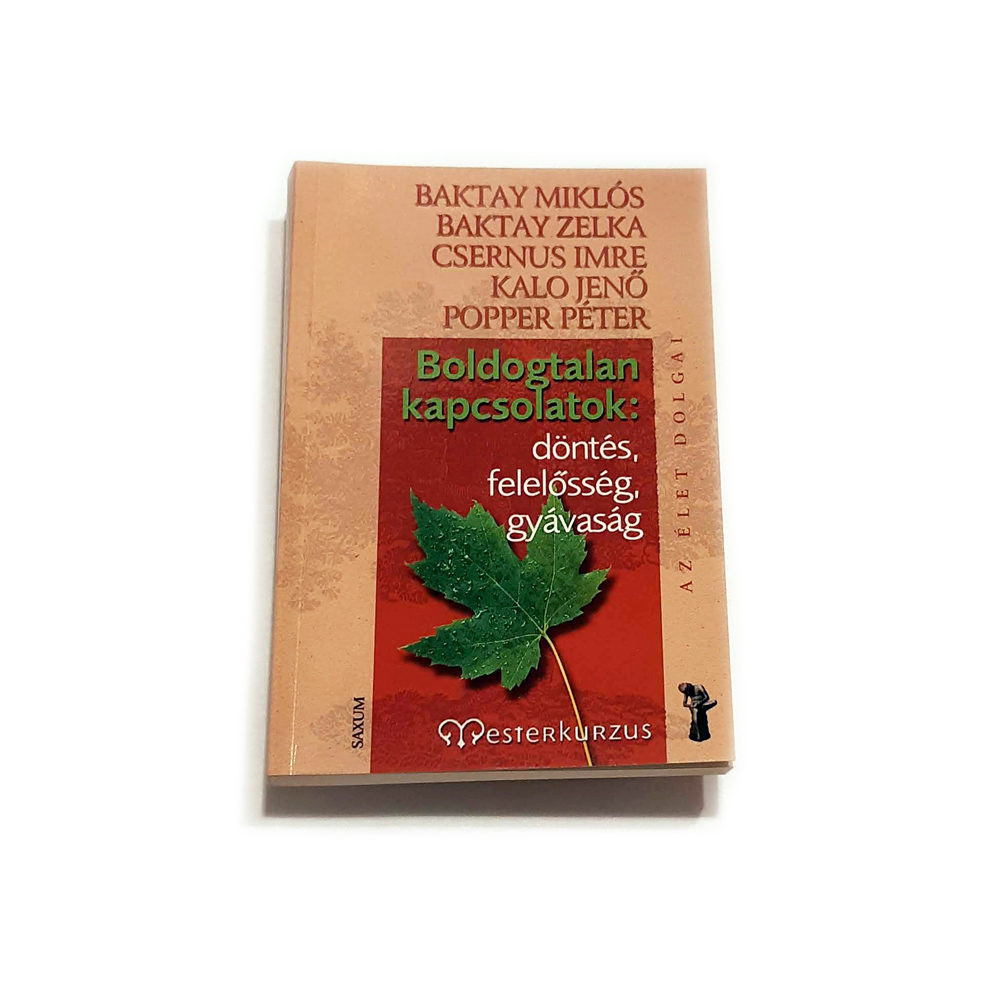 BAKTAY MIKLÓS
BAKTAY ZELKA
CSERNUS IMRE
KALO JENŐ
POPPER PÉTER
Boldogtalan
kapcsolatok:
döntés,
felelősség,
gyávaság
AZ ÉLET DOLGAI
SAXUM
Mesterkurzus